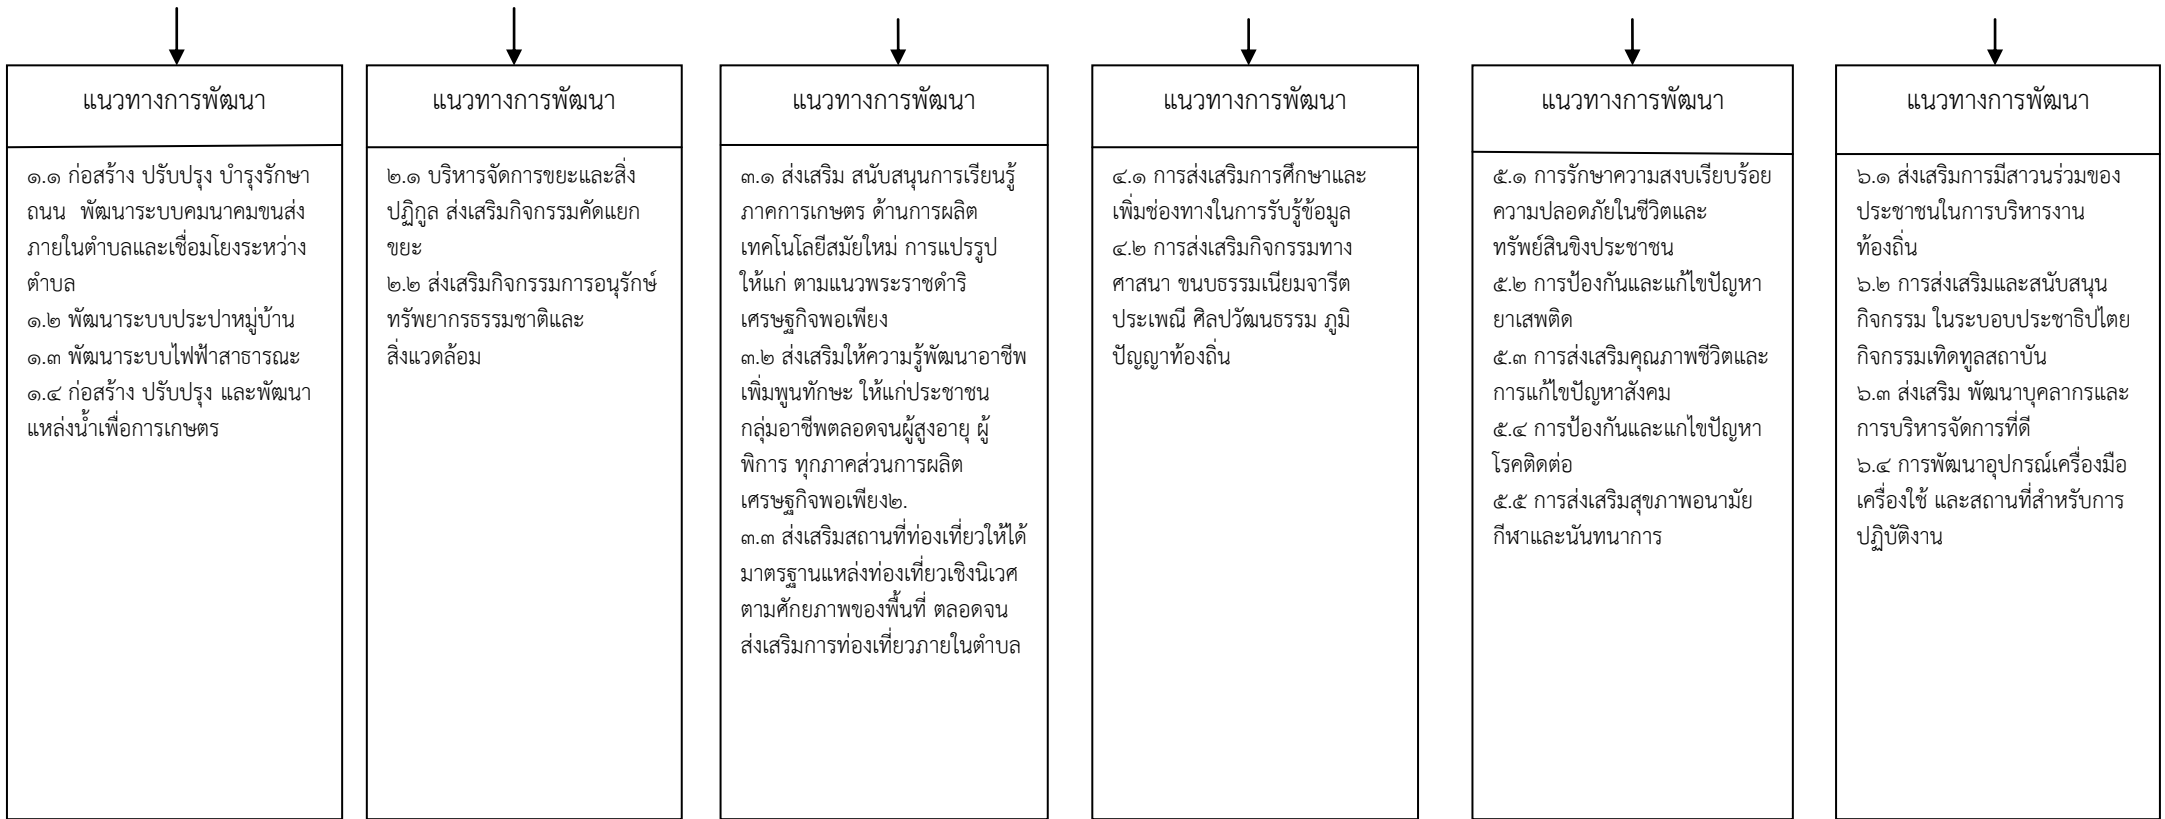 แนวทางการพัฒนา
๑.๑ ก่อสร้าง ปรับปรุง บำรุงรักษา
ถนน  พัฒนาระบบคมนาคมขนส่ง
ภายในตำบลและเชื่อมโยงระหว่าง
ตำบล
๑.๒ พัฒนาระบบประปาหมู่บ้าน
๑.๓ พัฒนาระบบไฟฟ้าสาธารณะ
๑.๔ ก่อสร้าง ปรับปรุง และพัฒนา
แหล่งน้ำเพื่อการเกษตร
แนวทางการพัฒนา
๒.๑ บริหารจัดการขยะและสิ่ง
ปฏิกูล ส่งเสริมกิจกรรมคัดแยก
ขยะ
๒.๒ ส่งเสริมกิจกรรมการอนุรักษ์
ทรัพยากรธรรมชาติและ
สิ่งแวดล้อม
แนวทางการพัฒนา
๓.๑ ส่งเสริม สนับสนุนการเรียนรู้
ภาคการเกษตร ด้านการผลิต
เทคโนโลยีสมัยใหม่ การแปรรูป
ให้แก่ ตามแนวพระราชดำริ
เศรษฐกิจพอเพียง
๓.๒ ส่งเสริมให้ความรู้พัฒนาอาชีพ
เพิ่มพูนทักษะ ให้แก่ประชาชน
กลุ่มอาชีพตลอดจนผู้สูงอายุ ผู้
พิการ ทุกภาคส่วนการผลิต
เศรษฐกิจพอเพียง๒.
๓.๓ ส่งเสริมสถานที่ท่องเที่ยวให้ได้
มาตรฐานแหล่งท่องเที่ยวเชิงนิเวศ
ตามศักยภาพของพื้นที่ ตลอดจน
ส่งเสริมการท่องเที่ยวภายในตำบล
แนวทางการพัฒนา
๔.๑ การส่งเสริมการศึกษาและ
เพิ่มช่องทางในการรับรู้ข้อมูล
๔.๒ การส่งเสริมกิจกรรมทาง
ศาสนา ขนบธรรมเนียมจารีต
ประเพณี ศิลปวัฒนธรรม ภูมิ
ปัญญาท้องถิ่น
แนวทางการพัฒนา
๕.๑ การรักษาความสงบเรียบร้อย
ความปลอดภัยในชีวิตและ
ทรัพย์สินขิงประชาชน
๕.๒ การป้องกันและแก้ไขปัญหา
ยาเสพติด
๕.๓ การส่งเสริมคุณภาพชีวิตและ
การแก้ไขปัญหาสังคม
๕.๔ การป้องกันและแกไขปัญหา
โรคติดต่อ
๕.๕ การส่งเสริมสุขภาพอนามัย
กีฬาและนันทนาการ
แนวทางการพัฒนา
๖.๑ ส่งเสริมการมีสาวนร่วมของ
ประชาชนในการบริหารงาน
ท้องถิ่น
๖.๒ การส่งเสริมและสนับสนุน
กิจกรรม ในระบอบประชาธิปไตย
กิจกรรมเทิดทูลสถาบัน
๖.๓ ส่งเสริม พัฒนาบุคลากรและ
การบริหารจัดการที่ดี
๖.๔ การพัฒนาอุปกรณ์เครื่องมือ
เครื่องใช้ และสถานที่สำหรับการ
ปฏิบัติงาน